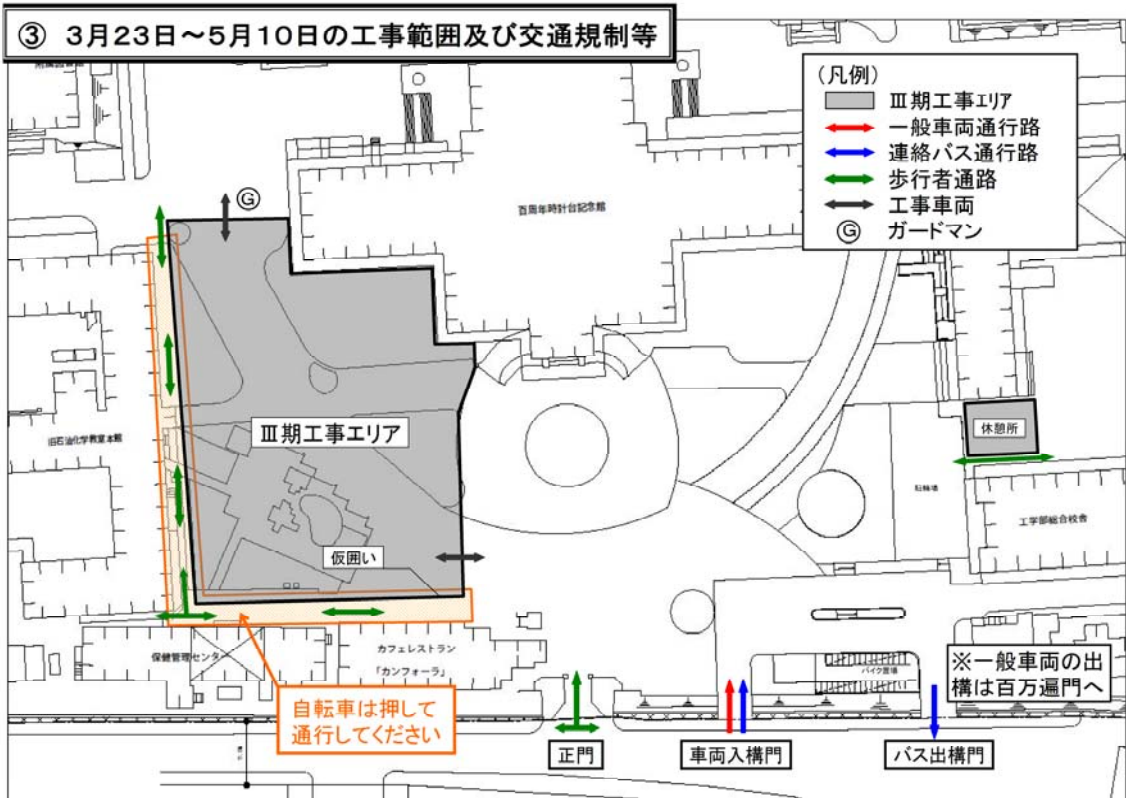 ③ 3月23日～5月10日の工事範囲及び交通規制等
(凡例)
Ⅲ期工事エリア
一般車両通行路
連絡バス通行路
歩行者通路
工事車両
Ⓖ ガードマン
Ⓖ
百周年時計台記念館
Ⅲ期工事エリア
旧石油化学教室本館
休憩所
駐輪場
工学部総合校舎
仮囲い
保健管理センター
カフェレストラン
「カンフォーラ」
バイク置場
※一般車両の出
構は百万遍門へ
自転車は押して
通行してください
正門
車両入構門
バス出構門